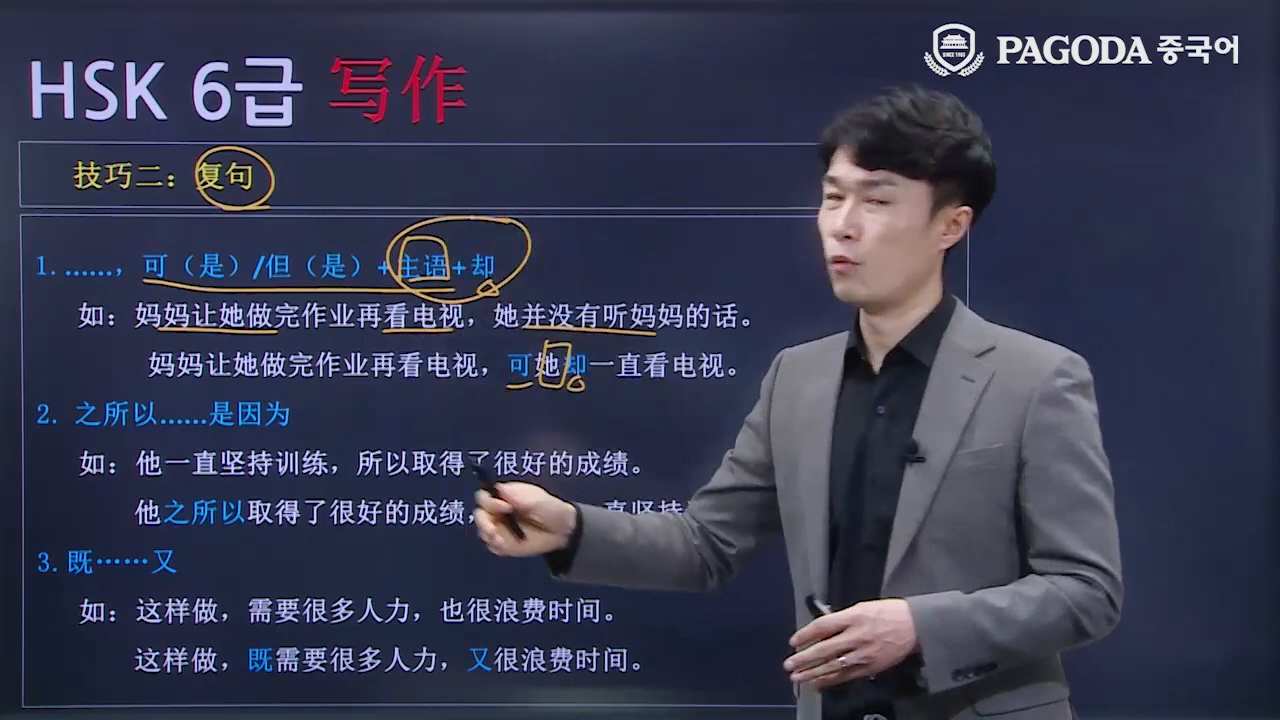 SINCE 1983
PAGODA 중국어
HSK 6급 写作
技巧二：复句
1. ......，可（是）/但（是）+主语+却
如：妈妈让她做完作业再看电视，她并没有听妈妈的话。
妈妈让她做完作业再看电视，可她却一直看电视。
2. 之所以......是因为
如：他一直坚持训练，所以取得了很好的成绩。
他之所以取得了很好的成绩，直坚持
3. 既……又
如：这样做，需要很多人力，也很浪费时间。
这样做，既需要很多人力，又很浪费时间。